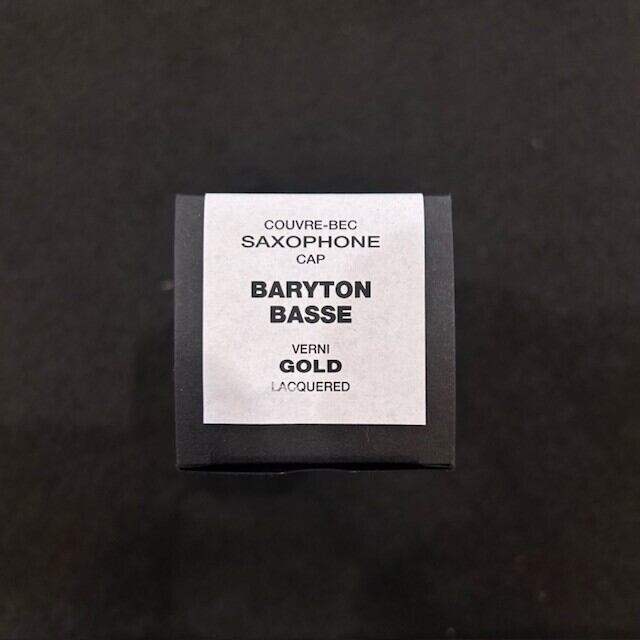 COUVRE-BEC
SAXOPHONE
CAP
BARYTON
BASSE
VERNI
GOLD
LACQUERED